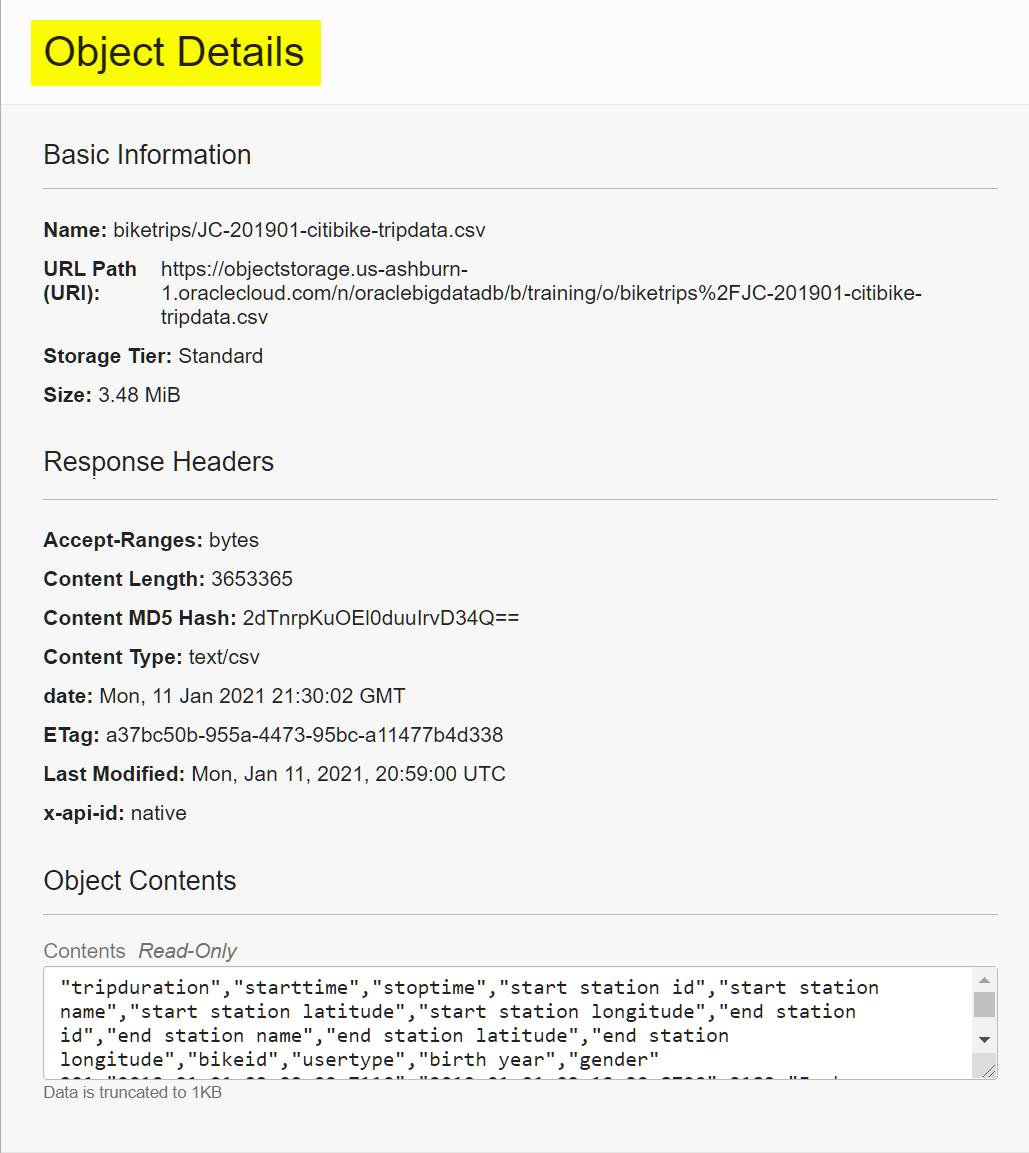 Object Details
Basic Information
Name: biketrips/JC-201901-citibike-tripdata.csv
URL Path https://objectstorage.us-ashburn-
(URI): 1.oraclecloud.com/n/oraclebigdatadb/b/training/o/biketrips%2FJC-201901-citibike-
tripdata.csv
Storage Tier: Standard
Size: 3.48 MiB
Response Headers
Accept-Ranges: bytes
Content Length: 3653365
Content MD5 Hash: 2dTnrpKuOEl0duuIrvD34Q==
Content Type: text/csv
date: Mon, 11 Jan 2021 21:30:02 GMT
ETag: a37bc50b-955a-4473-95bc-a11477b4d338
Last Modified: Mon, Jan 11, 2021, 20:59:00 UTC
x-api-id: native
Object Contents
Contents Read-Only
"tripduration","starttime","stoptime","start station id","start station
name","start station latitude","start station longitude","end station
id","end station name","end station latitude","end station
longitude","bikeid","usertype","birth year","gender"
Data is truncated to 1KB